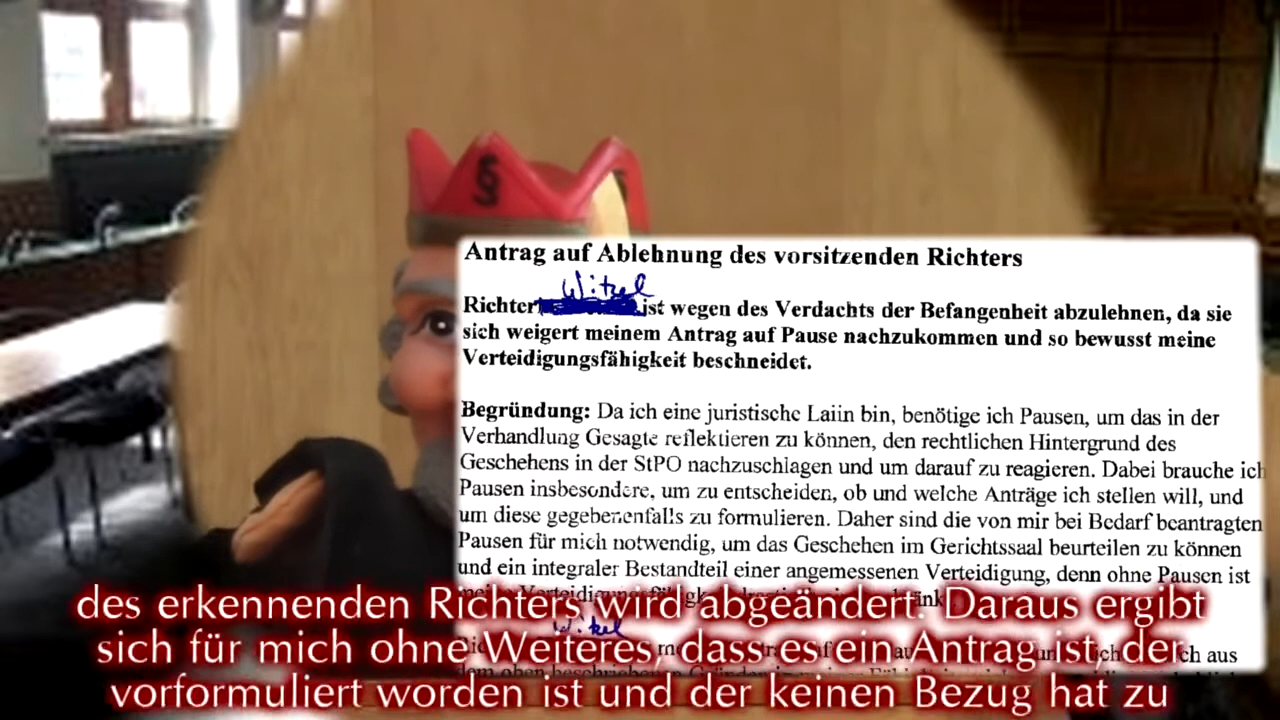 §
Antrag auf Ablehnung des vorsitzenden Richters
Witzel
Richter ist wegen des Verdachts der Befangenheit abzulehnen, da sie
sich weigert meinem Antrag auf Pause nachzukommen und so bewusst meine
Verteidigungsfähigkeit beschneidet.
Begründung: Da ich eine juristische Laiin bin, benötige ich Pausen, um das in der
Verhandlung Gesagte reflektieren zu können, den rechtlichen Hintergrund des
Geschehens in der StPO nachzuschlagen und um darauf zu reagieren. Dabei brauche ich
Pausen insbesondere, um zu entscheiden, ob und welche Anträge ich stellen will, und
um diese gegebenenfalls zu formulieren. Daher sind die von mir bei Bedarf beantragten
Pausen für mich notwendig, um das Geschehen im Gerichtssaal beurteilen zu können
und ein integraler Bestandteil einer angemessenen Verteidigung, denn ohne Pausen ist
des erkennenden Richters wird abgeändert. Daraus ergibt
sich für mich ohne Weiteres, dass es ein Antrag ist, der
vorformuliert worden ist und der keinen Bezug hat zu